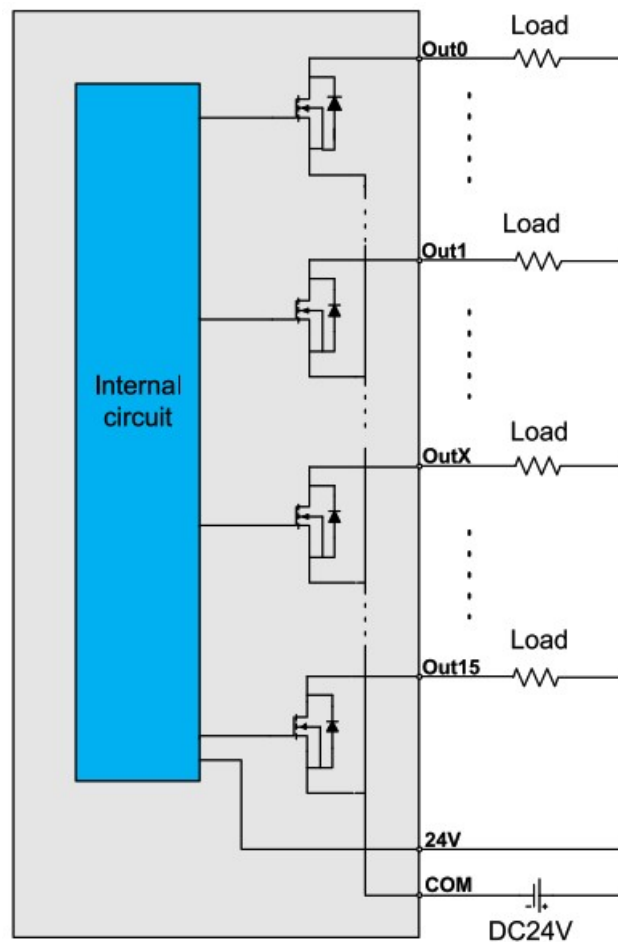 Load
Out0
Load
Out1
Internal
circuit
Load
OutX
Load
Out15
24V
COM
- +
DC24V